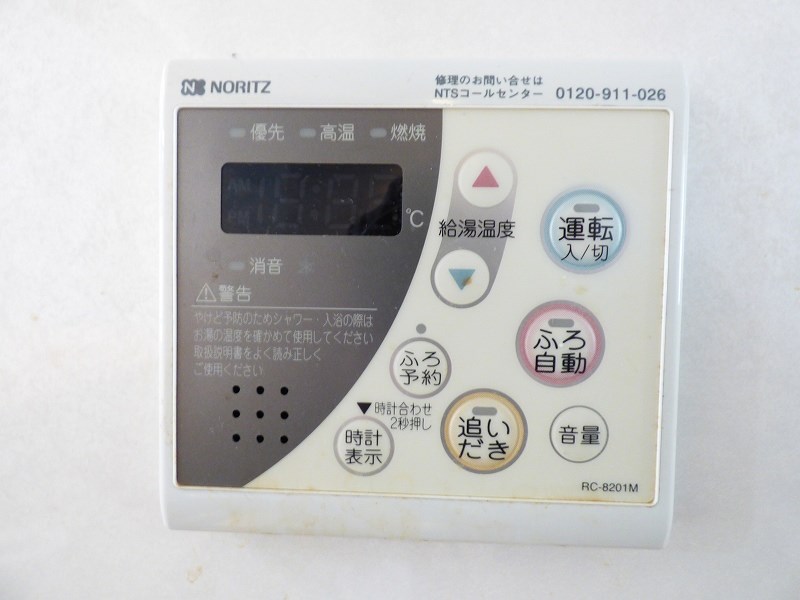 NORITZ
修理のお問い合せは
NTSコールセンター 0120-911-026
優先 高温 燃焼
AM
PM
℃
給湯温度
運転
入/切
消音
警告
やけど予防のためシャワー・入浴の際は
お湯の温度を確かめて使用してください
取扱説明書をよく読み正しく
ご使用ください
ふろ
自動
ふろ
予約
▼時計合わせ
2秒押し
時計
表示
追い
だき
音量
RC-8201M